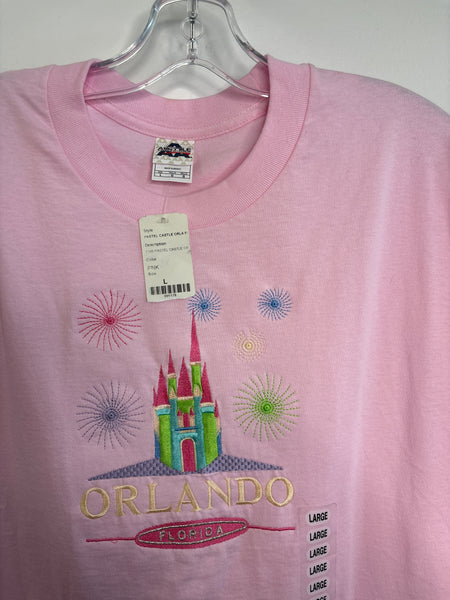 Style
PASTEL CASTLE ORLA F
Description
Color
PINK
Size
L
ORLANDO
FLORIDA
LARGE
LARGE
LARGE
LARGE
LARGE
LARGE